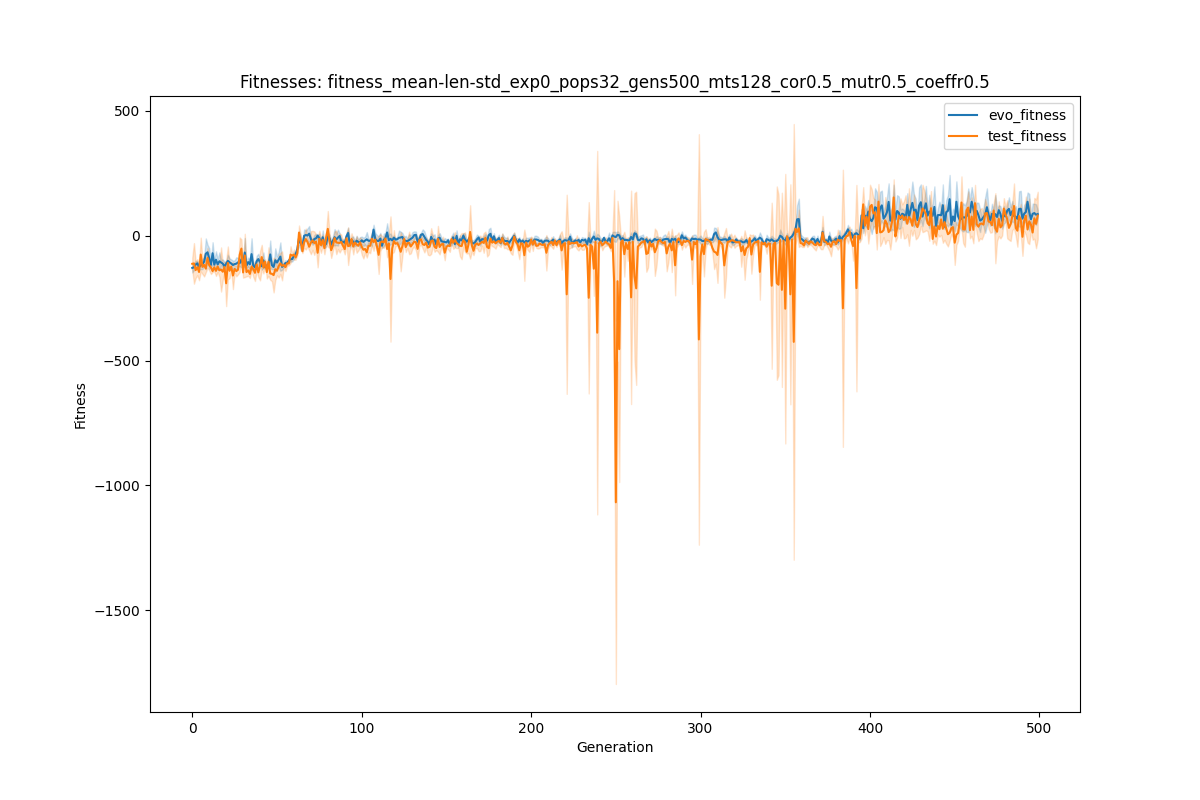 Fitnesses: fitness_mean-len-std_exp0_pops32_gens500_mts128_cor0.5_mutr0.5_coeffr0.5
500
0
−500
−1000
−1500
Fitness
evo_fitness
test_fitness
0 100 200 300 400 500
Generation